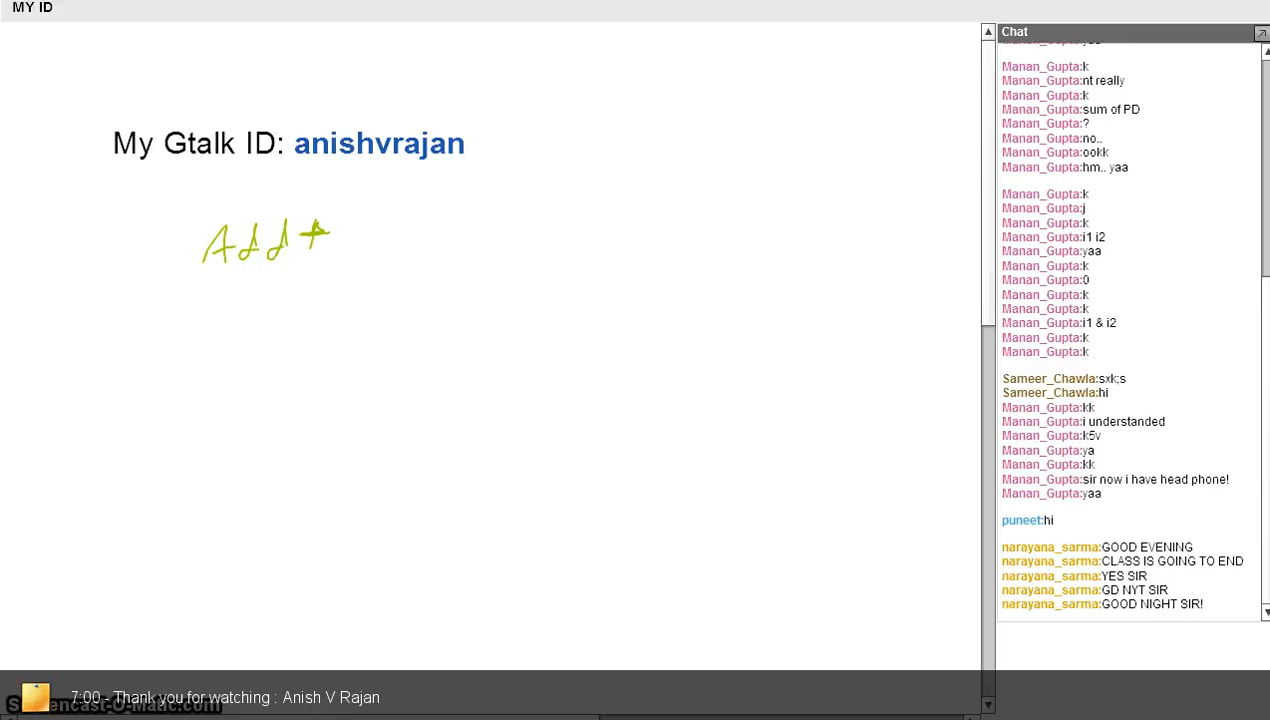 MY ID
My Gtalk ID: anishvrajan
Add
Chat
Manan_Gupta:k
Manan_Gupta:nt really
Manan_Gupta:k
Manan_Gupta:sum of PD
Manan_Gupta:?
Manan_Gupta:no..
Manan_Gupta:ookk
Manan_Gupta:hm.. yaa
Manan_Gupta:k
Manan_Gupta:j
Manan_Gupta:k
Manan_Gupta:i1 i2
Manan_Gupta:yaa
Manan_Gupta:k
Manan_Gupta:0
Manan_Gupta:k
Manan_Gupta:k
Manan_Gupta:i1 & i2
Manan_Gupta:k
Manan_Gupta:k
Sameer_Chawla:sxk;s
Sameer_Chawla:hi
Manan_Gupta:kk
Manan_Gupta:i understanded
Manan_Gupta:k5v
Manan_Gupta:ya
Manan_Gupta:kk
Manan_Gupta:sir now i have head phone!
Manan_Gupta:yaa
puneet:hi
narayana_sarma:GOOD EVENING
narayana_sarma:CLASS IS GOING TO END
narayana_sarma:YES SIR
narayana_sarma:GD NYT SIR
narayana_sarma:GOOD NIGHT SIR!
7:00 - Thank you for watching : Anish V Rajan